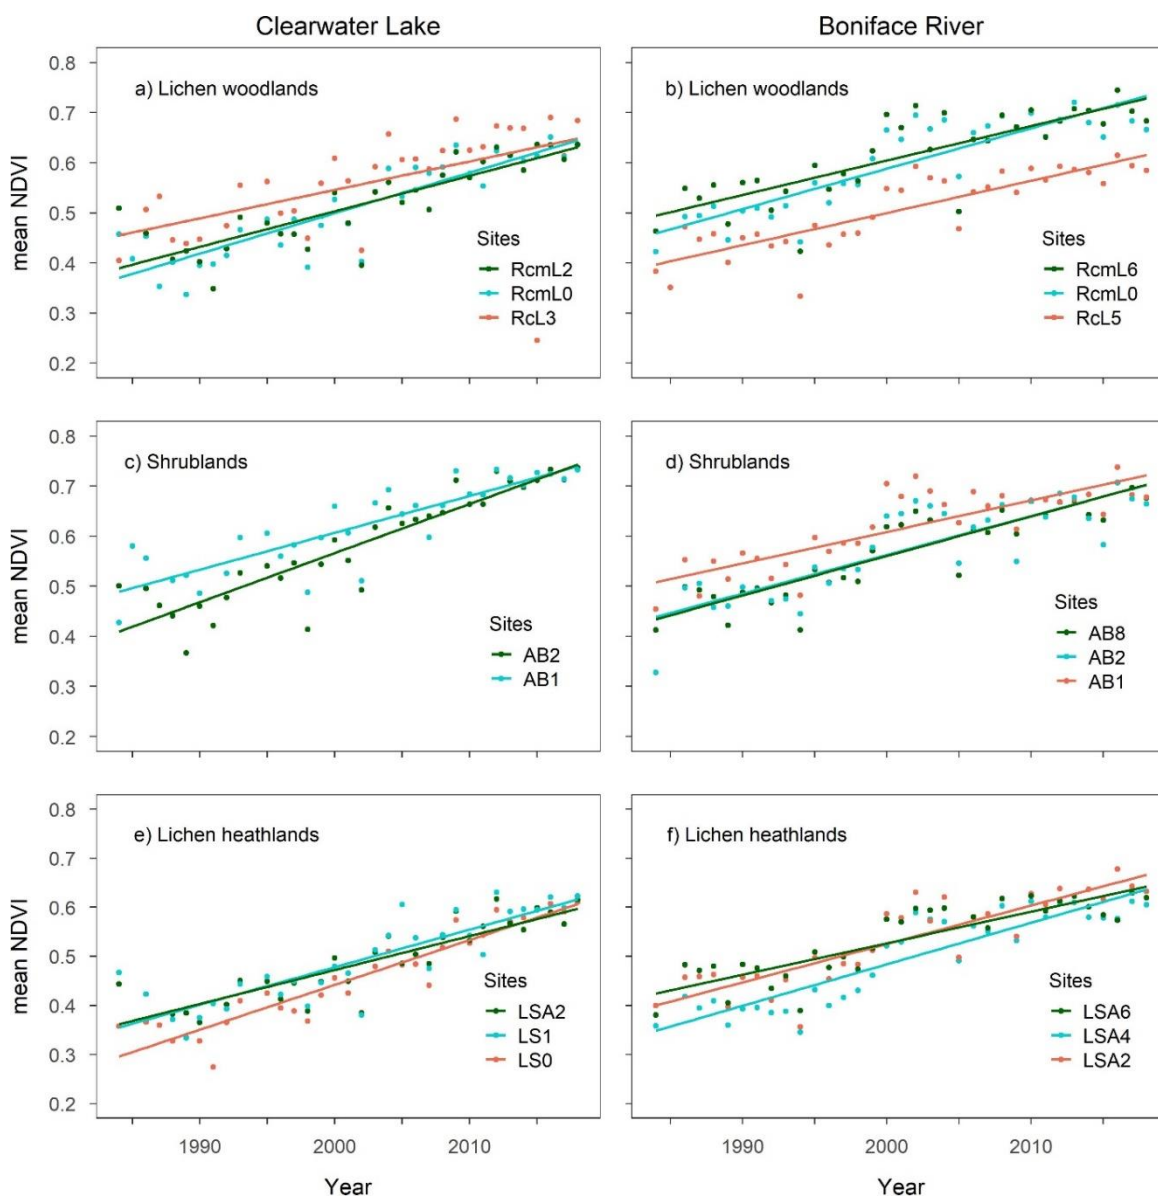 Clearwater Lake
Boniface River
mean NDVI
0.8
0.7
0.6
0.5
0.4
0.3
0.2
a) Lichen woodlands
Sites
RcmL2
RcmL0
RcL3
b) Lichen woodlands
Sites
RcmL6
RcmL0
RcL5
mean NDVI
0.8
0.7
0.6
0.5
0.4
0.3
0.2
c) Shrublands
Sites
AB2
AB1
d) Shrublands
Sites
AB8
AB2
AB1
mean NDVI
0.8
0.7
0.6
0.5
0.4
0.3
0.2
e) Lichen heathlands
Sites
LSA2
LS1
LS0
f) Lichen heathlands
Sites
LSA6
LSA4
LSA2
1990
2000
2010
1990
2000
2010
Year
Year